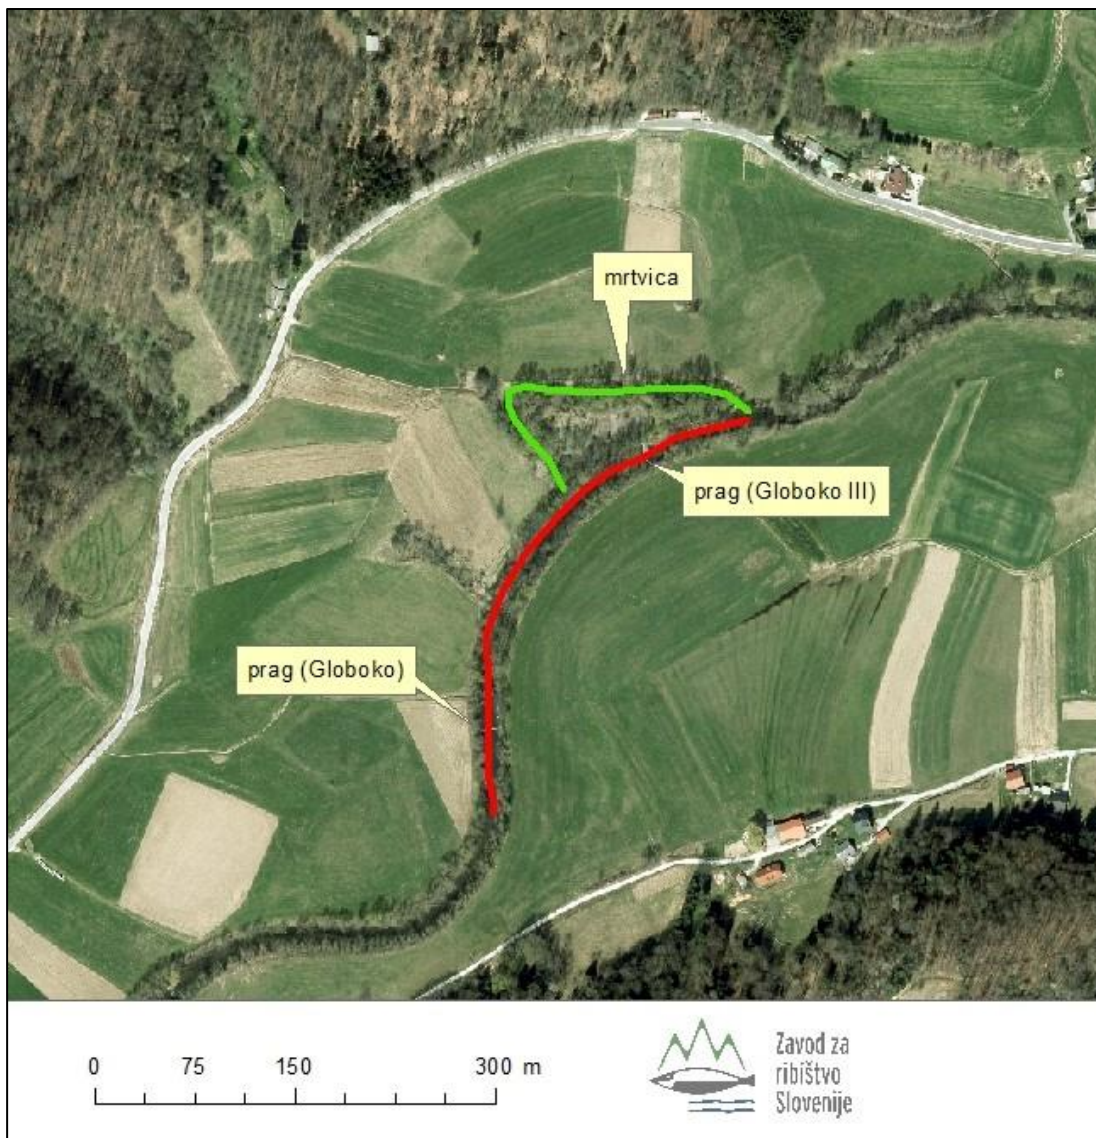 mrtvica
prag (Globoko III)
prag (Globoko)
0 75 150 300 m
Zavod za
ribištvo
Slovenije